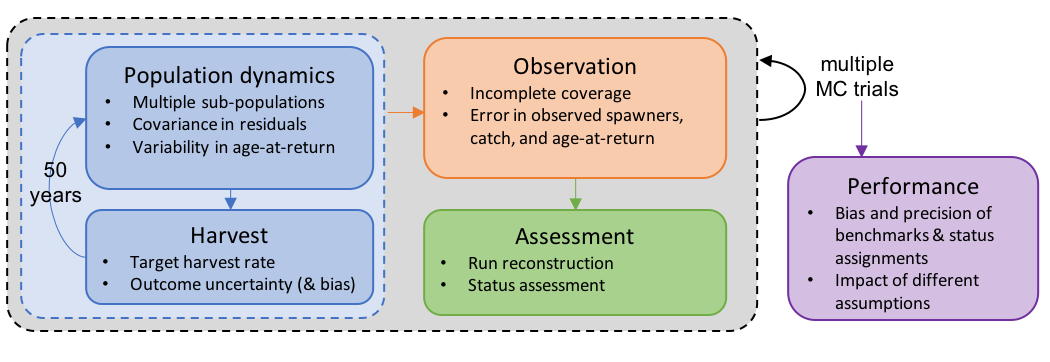 Population dynamics
• Multiple sub-populations
• Covariance in residuals
• Variability in age-at-return
50
years
Harvest
• Target harvest rate
• Outcome uncertainty (& bias)
Observation
• Incomplete coverage
• Error in observed spawners,
catch, and age-at-return
Assessment
• Run reconstruction
• Status assessment
multiple
MC trials
Performance
• Bias and precision of
benchmarks & status
assignments
• Impact of different
assumptions